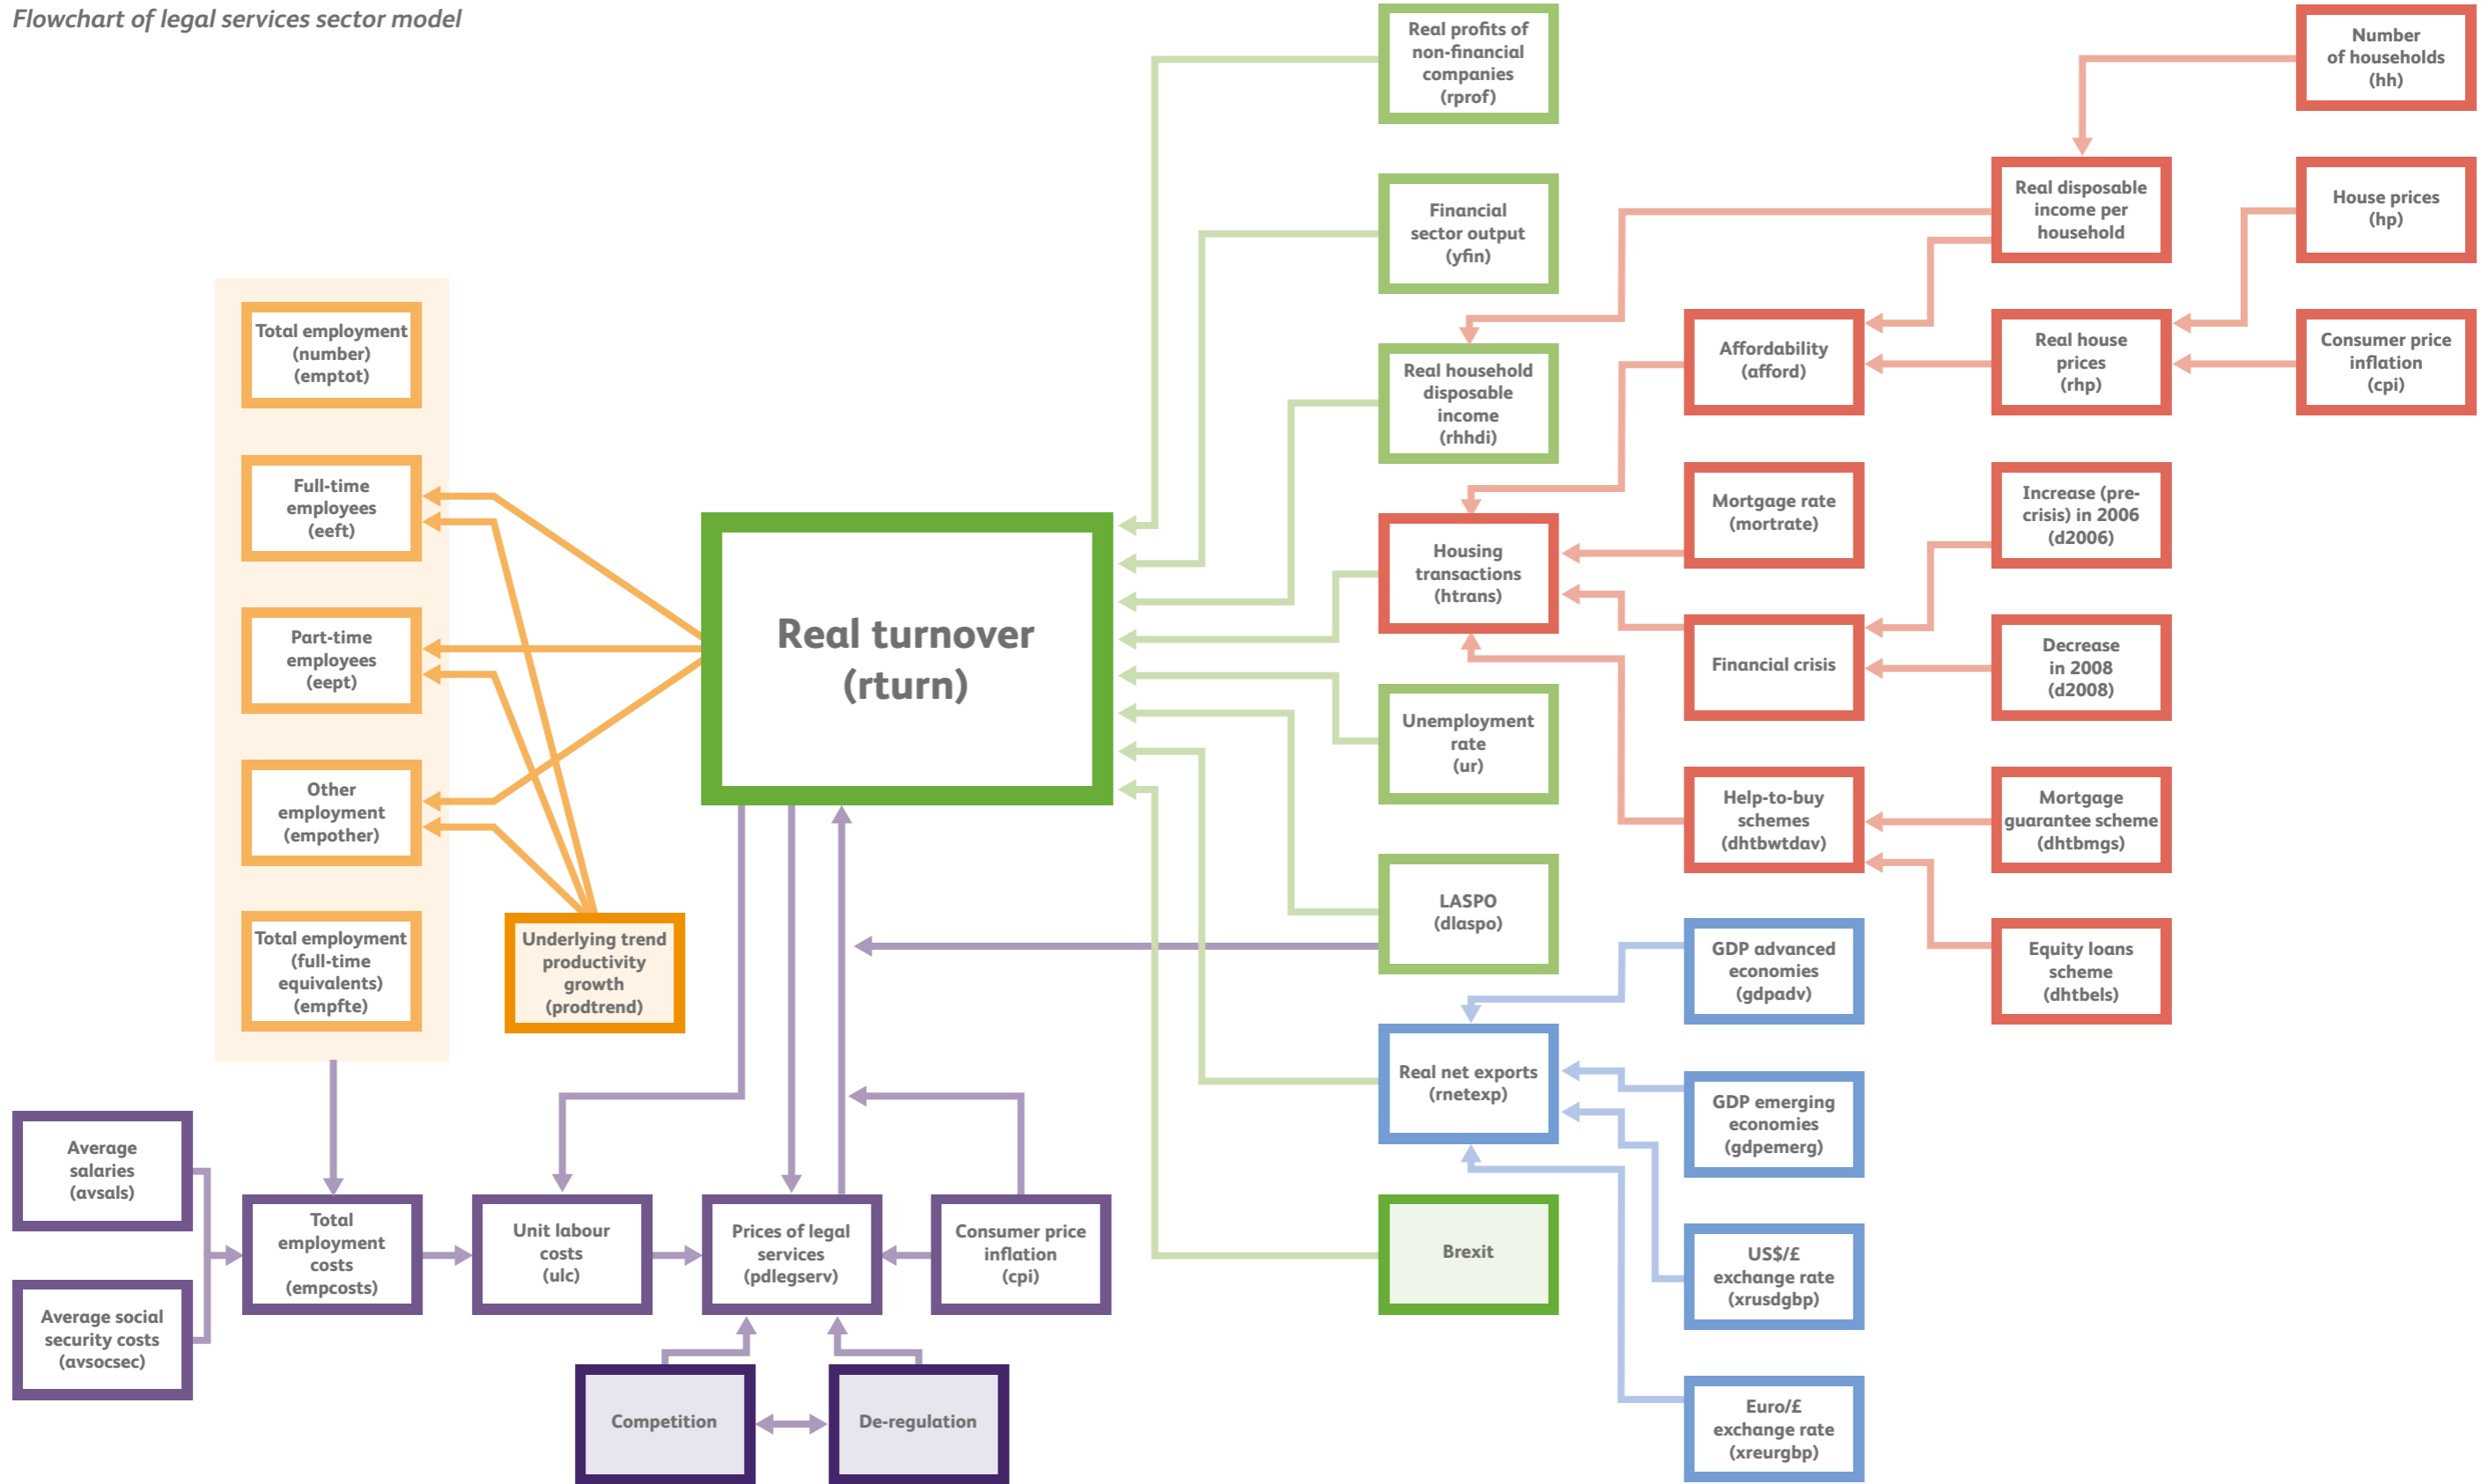 Flowchart of legal services sector model
Real profits of
non-financial
companies
(rprof)
Number
of households
(hh)
Financial
sector output
(yfin)
Real disposable
income per
household
House prices
(hp)
Total employment
(number)
(emptot)
Real household
disposable
income
(rhhdi)
Affordability
(afford)
Real house
prices
(rhp)
Consumer price
inflation
(cpi)
Full-time
employees
(eeft)
Mortgage rate
(mortrate)
Increase (pre-
crisis) in 2006
(d2006)
Real turnover
(rturn)
Housing
transactions
(htrans)
Part-time
employees
(eept)
Financial crisis
Decrease
in 2008
(d2008)
Unemployment
rate
(ur)
Other
employment
(empother)
Help-to-buy
schemes
(dhtbwtdav)
Mortgage
guarantee scheme
(dhtbmgs)
LASPO
(dlaspo)
Total employment
(full-time
equivalents)
(empfte)
Underlying trend
productivity
growth
(prodtrend)
GDP advanced
economies
(gdpadv)
Equity loans
scheme
(dhtbels)
Real net exports
(rnetexp)
GDP emerging
economies
(gdpemerg)
Average
salaries
(avsals)
Total
employment
costs
(empcosts)
Unit labour
costs
(ulc)
Prices of legal
services
(pdlegserv)
Consumer price
inflation
(cpi)
Brexit
US$/£
exchange rate
(xrusdgbp)
Average social
security costs
(avsocsec)
Competition
De-regulation
Euro/£
exchange rate
(xreurgbp)